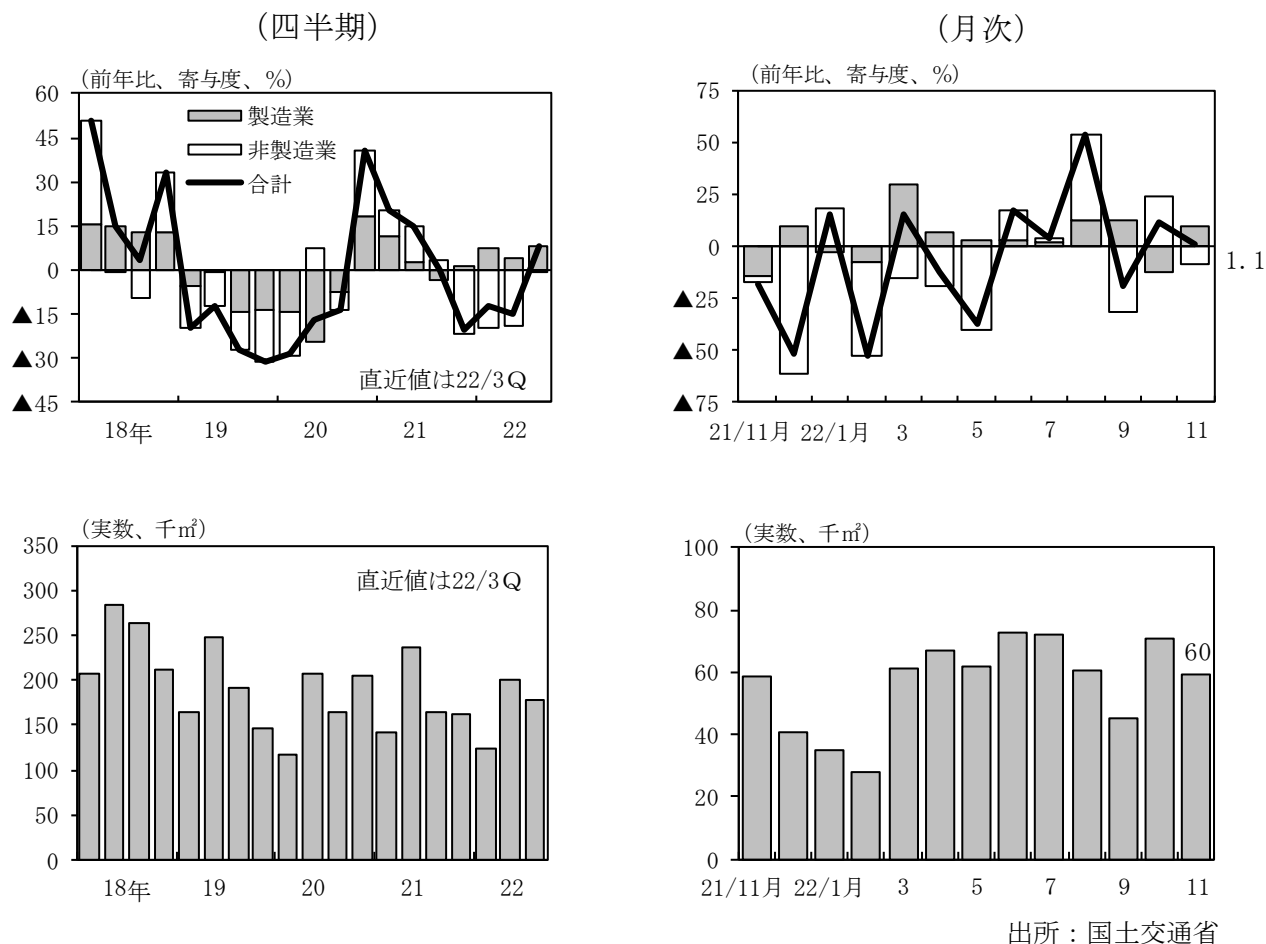 (四半期)
(月次)
(前年比、寄与度、%)
60
45
30
15
0
▲15
▲30
▲45
製造業
非製造業
合計
直近値は22/3Q
18年 19 20 21 22
(前年比、寄与度、%)
75
50
25
0
▲25
▲50
▲75
1.1
21/11月 22/1月 3 5 7 9 11
(実数、千㎡)
350
300
250
200
150
100
50
0
直近値は22/3Q
18年 19 20 21 22
(実数、千㎡)
100
80
60
40
20
0
60
21/11月 22/1月 3 5 7 9 11
出所：国土交通省